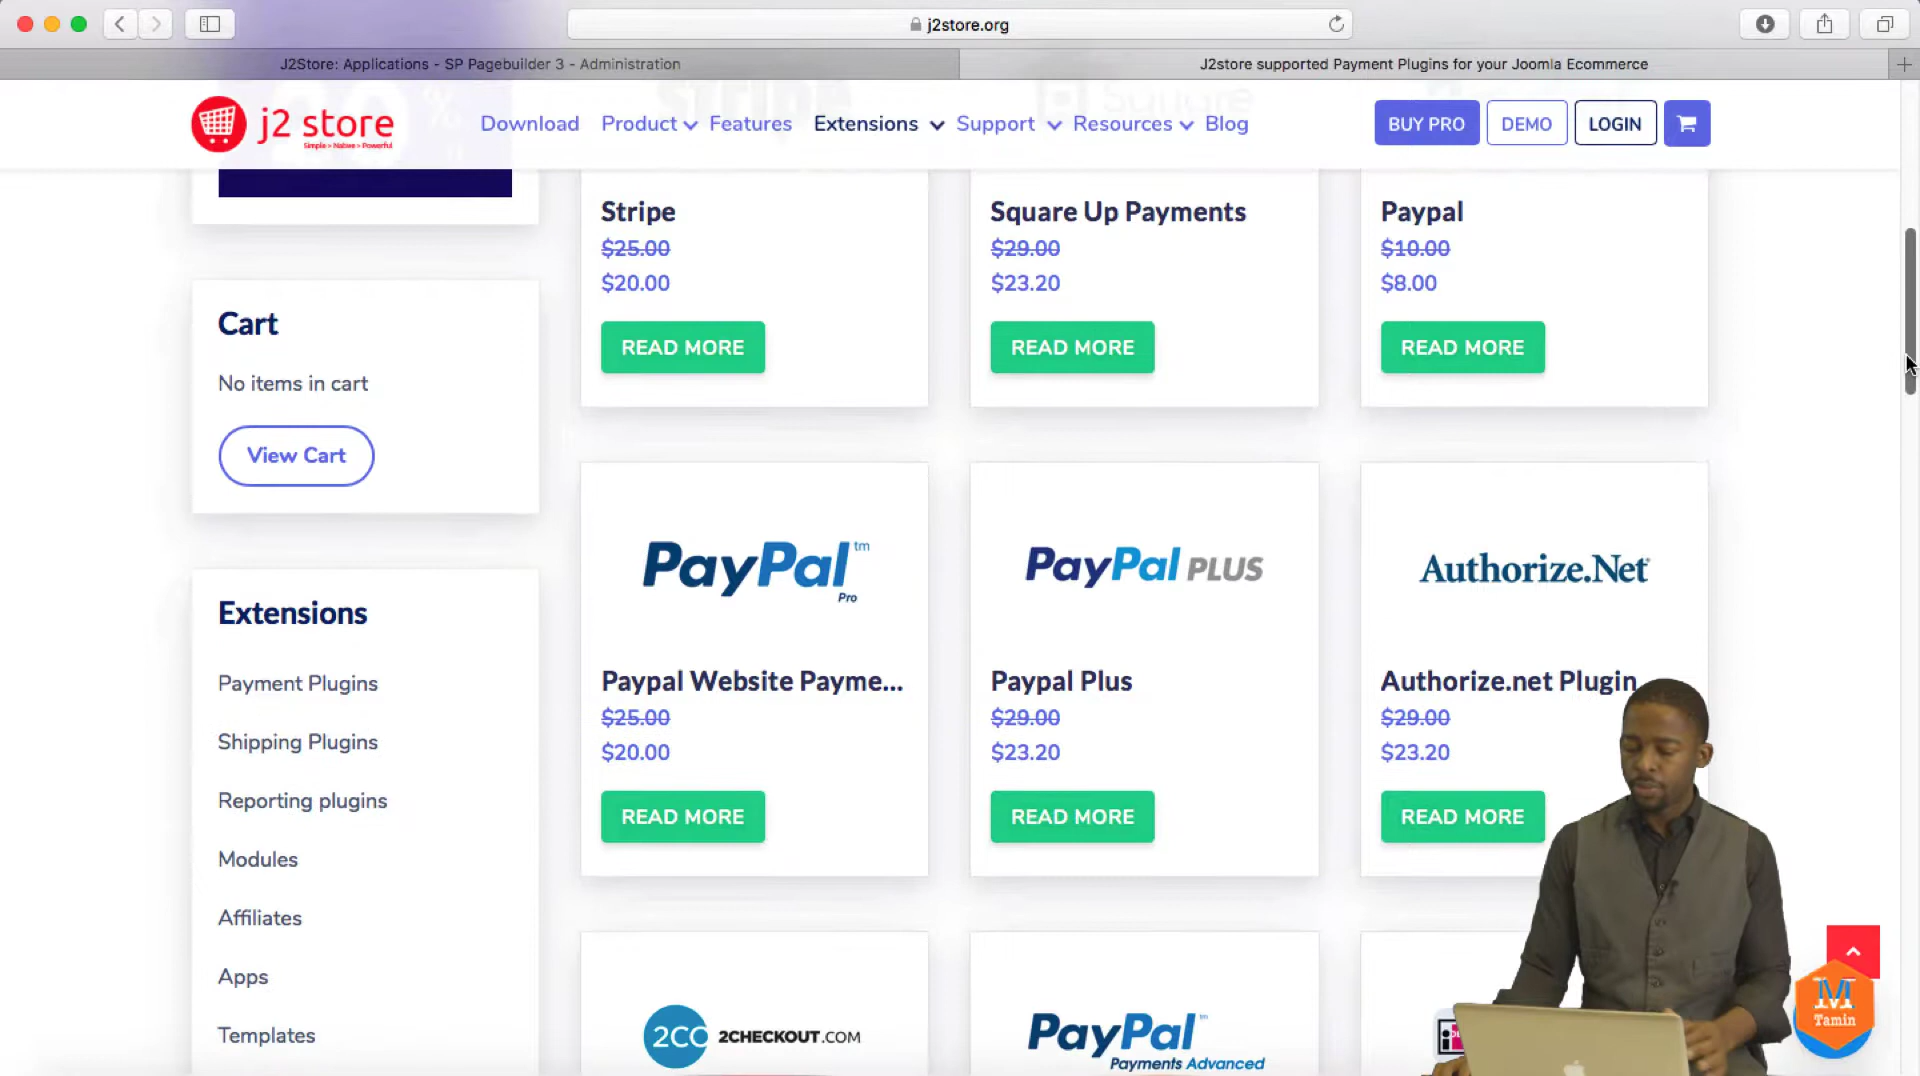 j2store.org
J2Store: Applications - SP Pagebuilder 3 - Administration
J2store supported Payment Plugins for your Joomla Ecommerce
j2 store
Simple > Native > Powerful
Download Product Features Extensions Support Resources Blog
BUY PRO DEMO LOGIN
Stripe
$25.00
$20.00
READ MORE
Square Up Payments
$29.00
$23.20
READ MORE
Paypal
$10.00
$8.00
READ MORE
Cart
No items in cart
View Cart
PayPal™
Pro
Paypal Website Payme...
$25.00
$20.00
READ MORE
PayPal PLUS
Paypal Plus
$29.00
$23.20
READ MORE
Authorize.Net
Authorize.net Plugin
$29.00
$23.20
READ MORE
Extensions
Payment Plugins
Shipping Plugins
Reporting plugins
Modules
Affiliates
Apps
Templates
2CO 2CHECKOUT.COM
PayPal™
Payments Advanced
M
Tamin